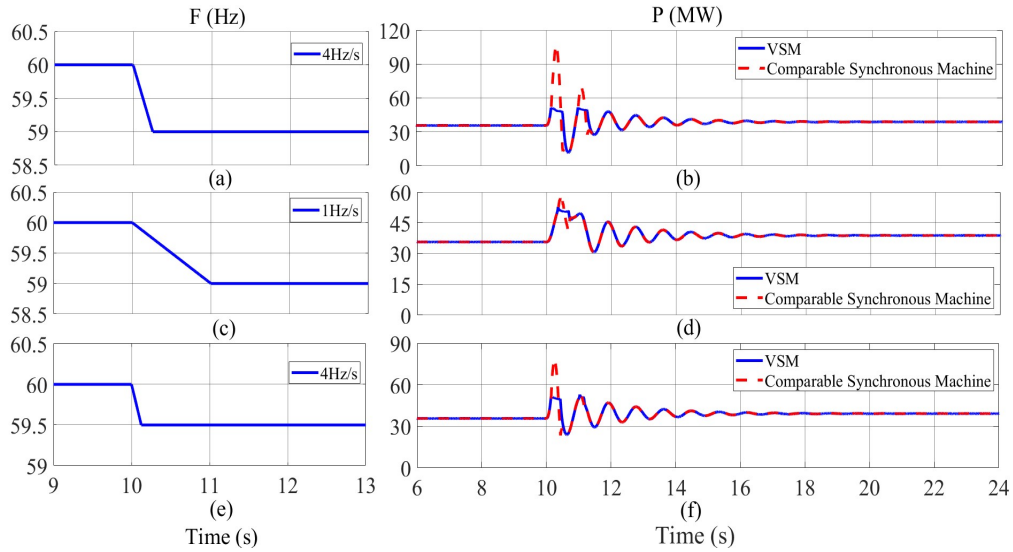 F (Hz)
P (MW)
60.5
60
59.5
59
58.5
4Hz/s
(a)
120
90
60
30
0
VSM
Comparable Synchronous Machine
(b)
60.5
60
59.5
59
58.5
1Hz/s
(c)
60
45
30
15
0
VSM
Comparable Synchronous Machine
(d)
60.5
60
59.5
59
4Hz/s
9 10 11 12 13
(e)
Time (s)
90
60
30
0
VSM
Comparable Synchronous Machine
6 8 10 12 14 16 18 20 22 24
(f)
Time (s)